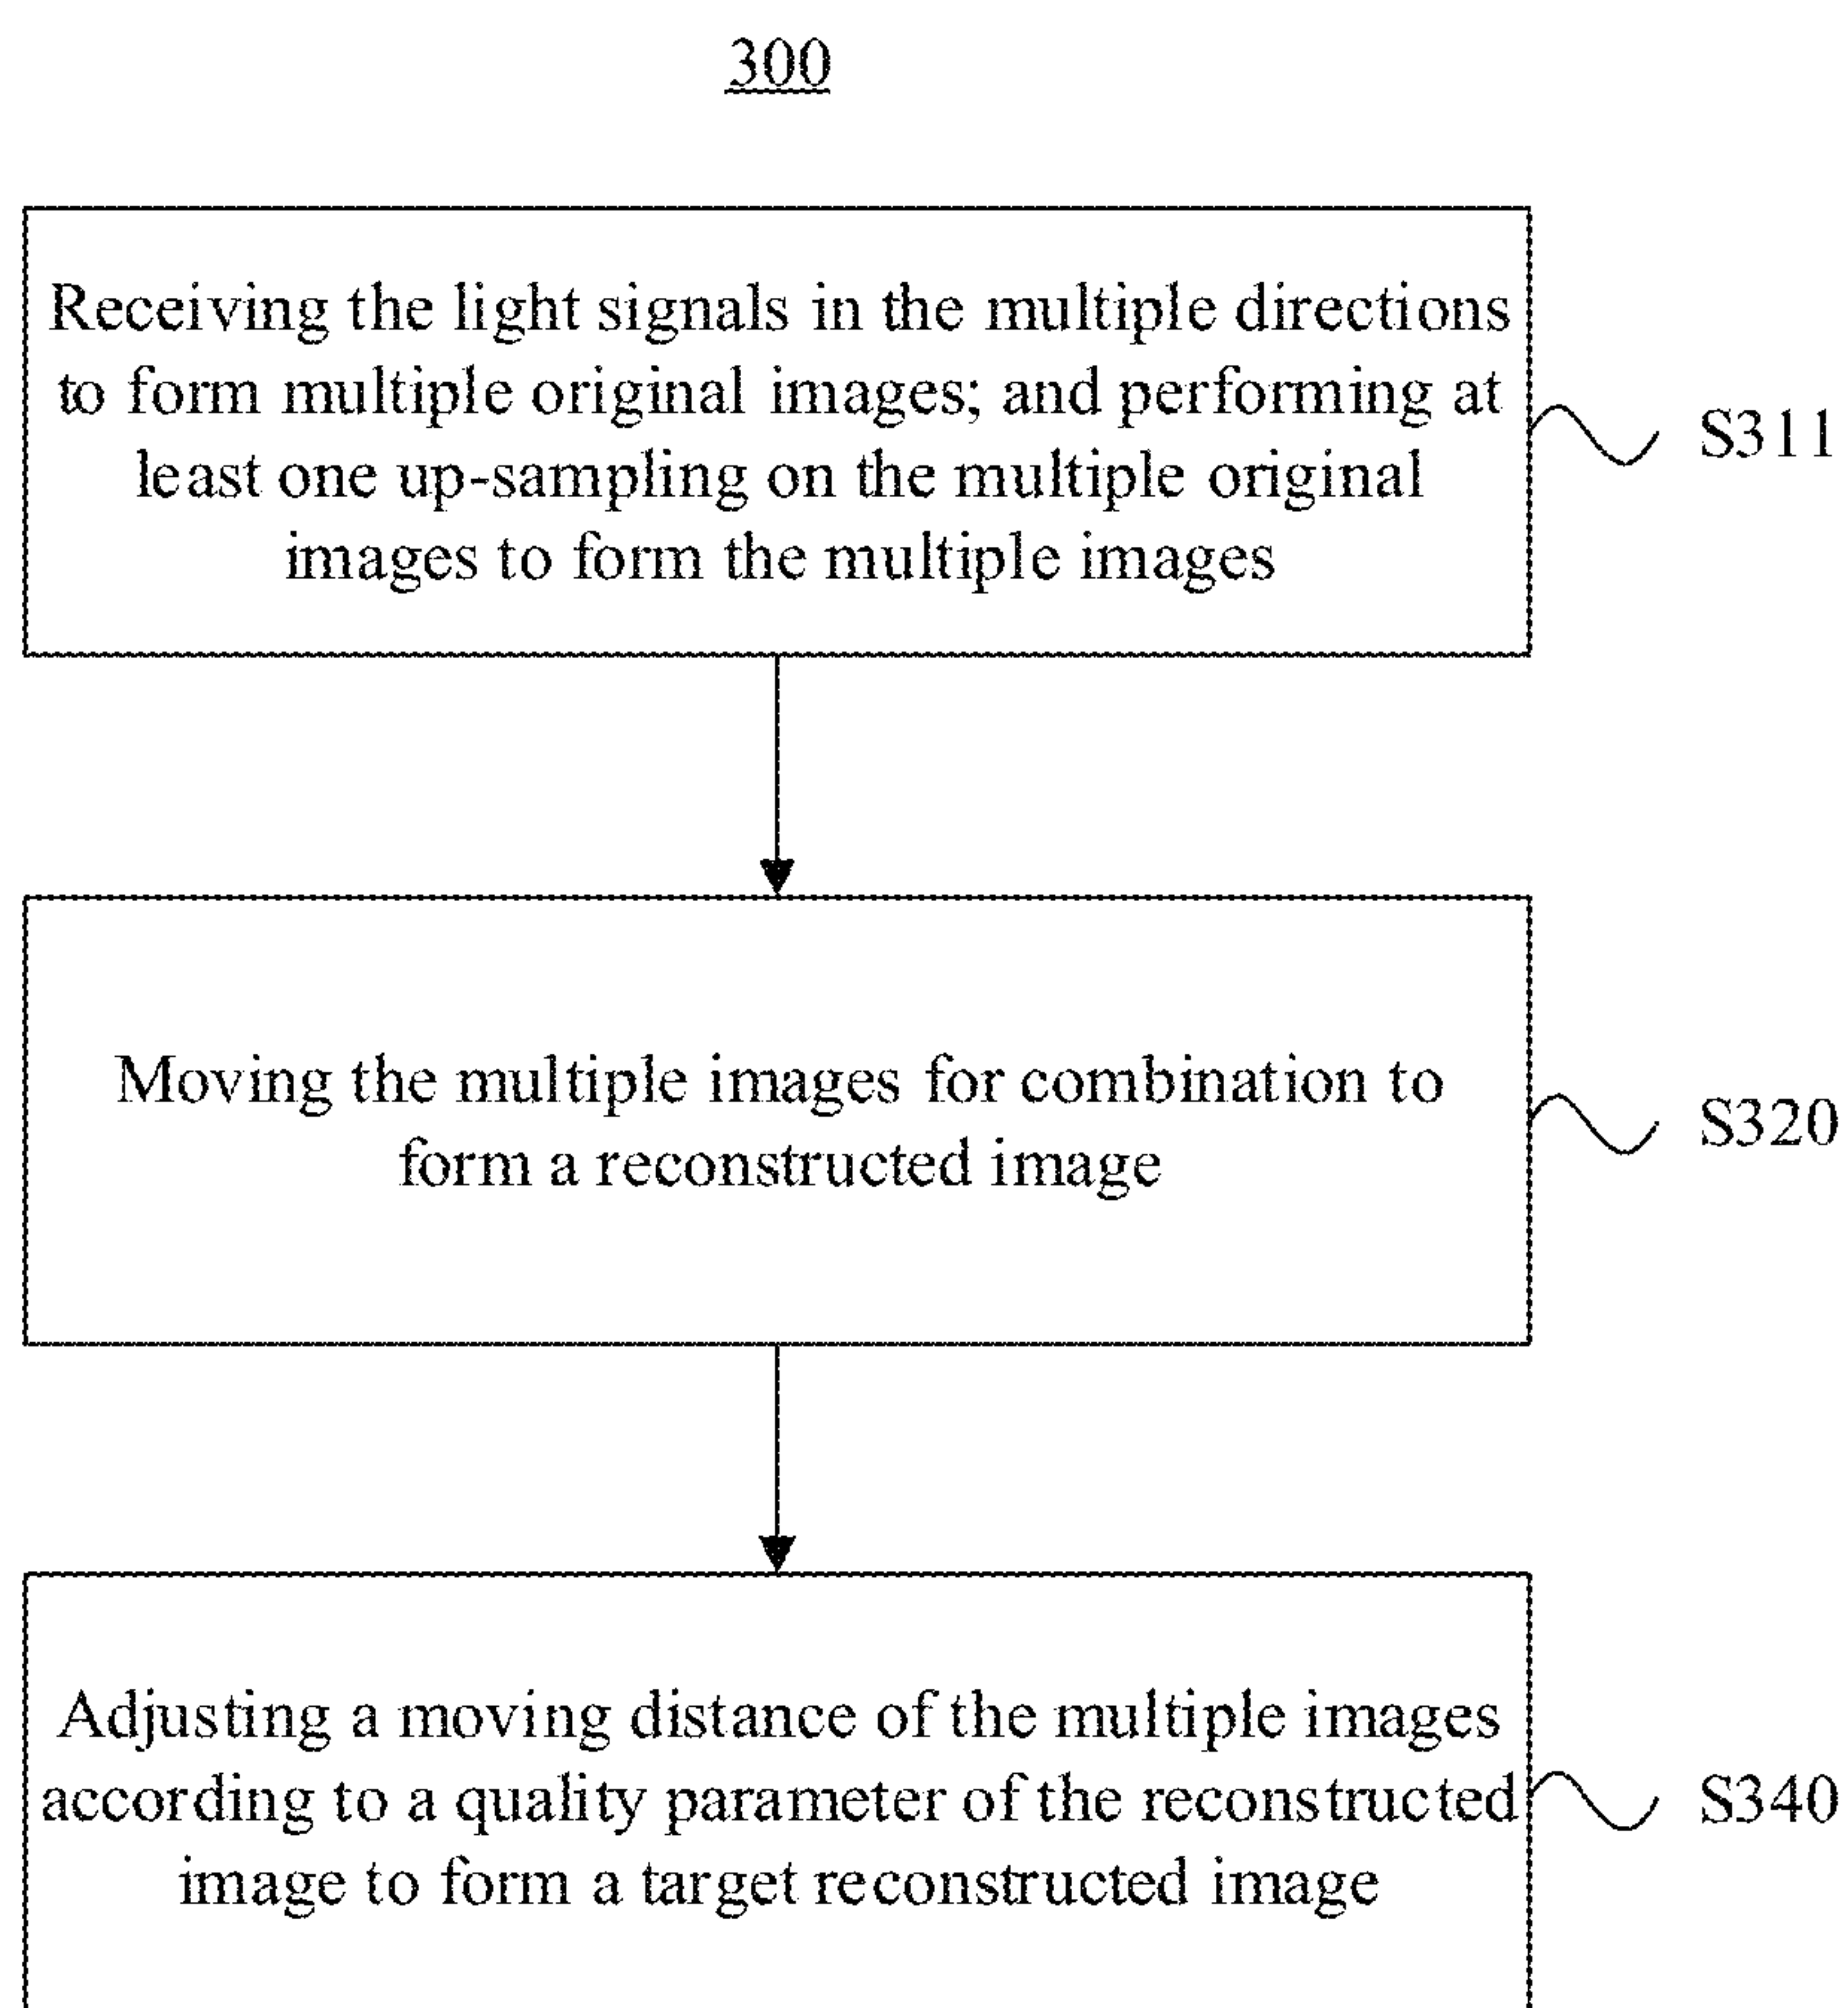 300
Receiving the light signals in the multiple directions
to form multiple original images; and performing at
least one up-sampling on the multiple original
images to form the multiple images
S311
Moving the multiple images for combination to
form a reconstructed image
S320
Adjusting a moving distance of the multiple images
according to a quality parameter of the reconstructed
image to form a target reconstructed image
S340